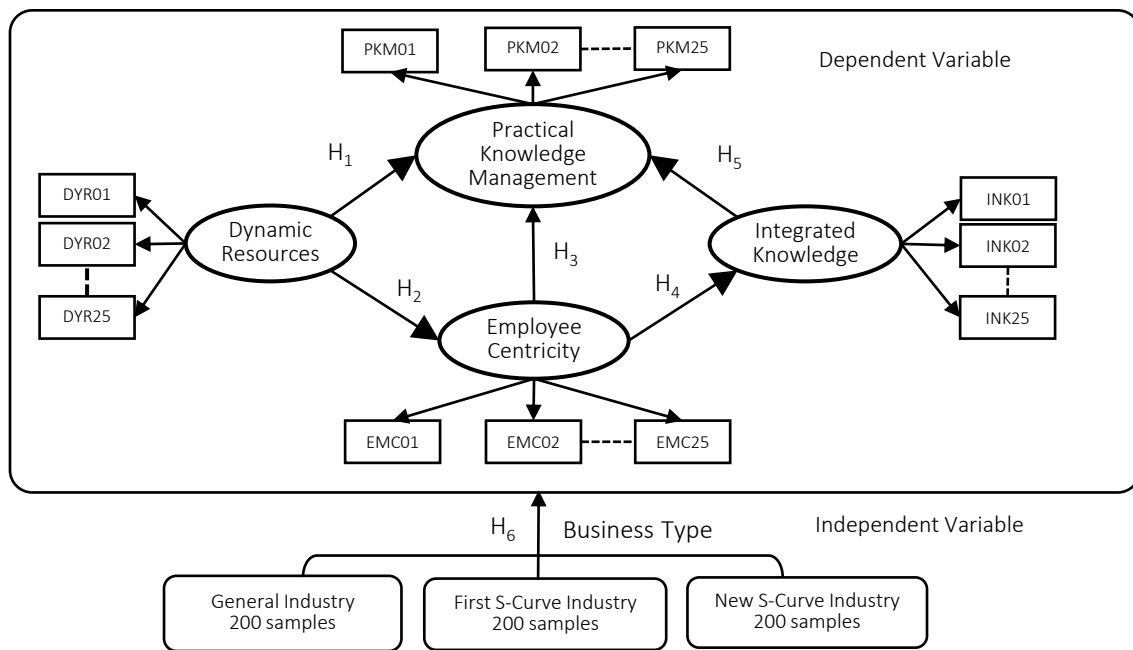 PKM01
PKM02
PKM25
Dependent Variable
Practical
Knowledge
Management
H1
H5
DYR01
DYR02
DYR25
Dynamic
Resources
Integrated
Knowledge
INK01
INK02
INK25
H3
H2
H4
Employee
Centricity
EMC01
EMC02
EMC25
H6
Business Type
Independent Variable
General Industry
200 samples
First S-Curve Industry
200 samples
New S-Curve Industry
200 samples